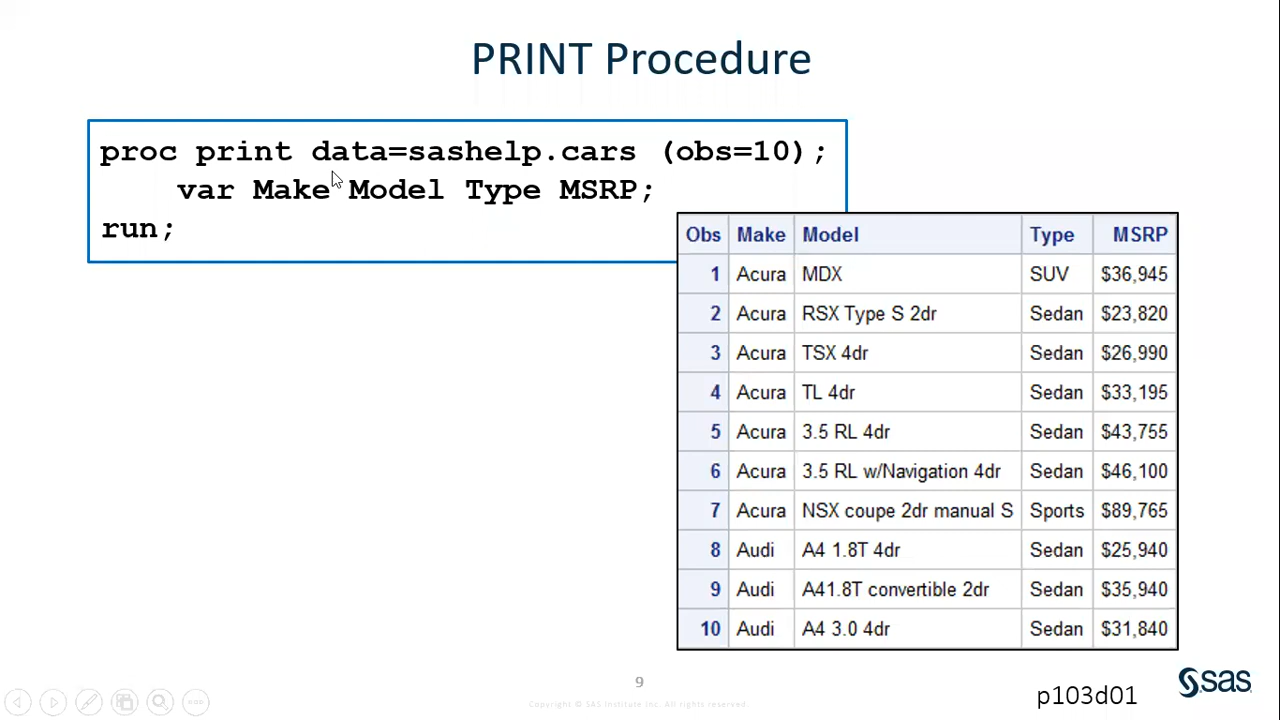 PRINT Procedure
proc print data=sashelp.cars (obs=10);
var Make Model Type MSRP;
run;
Obs Make Model Type MSRP
1 Acura MDX SUV $36,945
2 Acura RSX Type S 2dr Sedan $23,820
3 Acura TSX 4dr Sedan $26,990
4 Acura TL 4dr Sedan $33,195
5 Acura 3.5 RL 4dr Sedan $43,755
6 Acura 3.5 RL w/Navigation 4dr Sedan $46,100
7 Acura NSX coupe 2dr manual S Sports $89,765
8 Audi A4 1.8T 4dr Sedan $25,940
9 Audi A41.8T convertible 2dr Sedan $35,940
10 Audi A4 3.0 4dr Sedan $31,840
9
Copyright © SAS Institute Inc. All rights reserved.
p103d01
sas